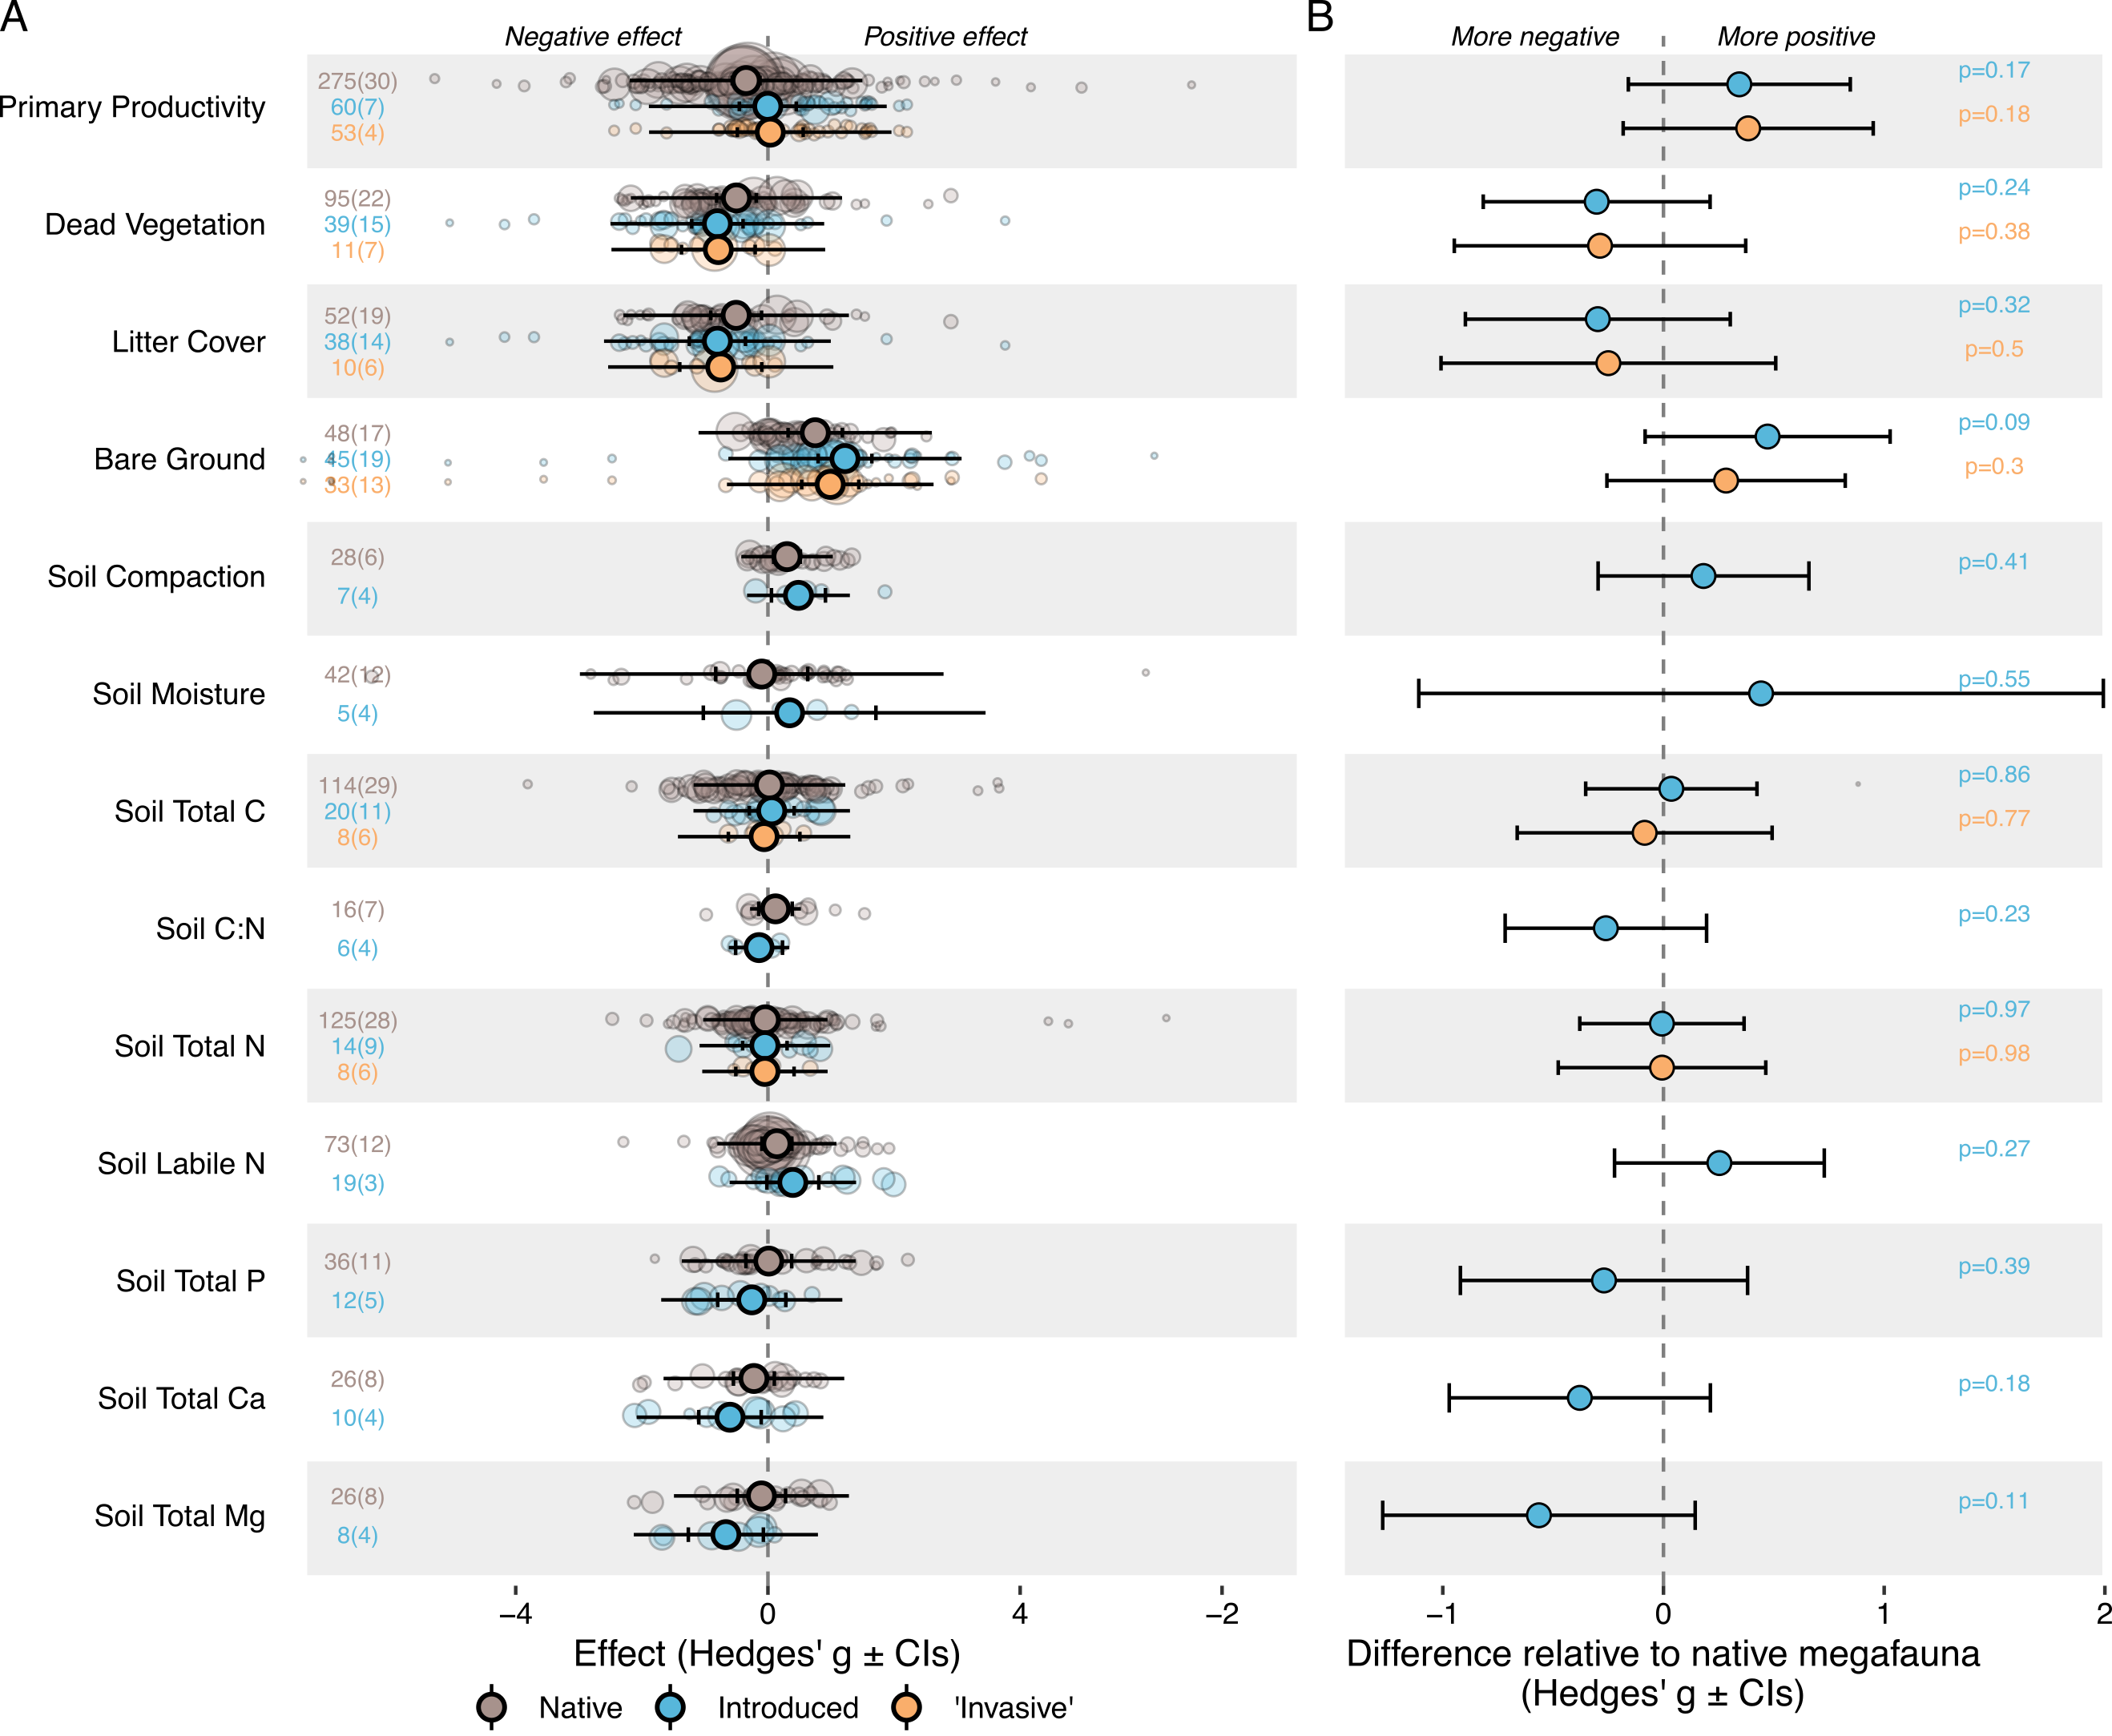 A
B
Negative effect
Positive effect
More negative
More positive
Primary Productivity
275(30)
60(7)
53(4)
p=0.17
p=0.18
Dead Vegetation
95(22)
39(15)
11(7)
p=0.24
p=0.38
Litter Cover
52(19)
38(14)
10(6)
p=0.32
p=0.5
Bare Ground
48(17)
45(19)
33(13)
p=0.09
p=0.3
Soil Compaction
28(6)
7(4)
p=0.41
Soil Moisture
42(12)
5(4)
p=0.55
Soil Total C
114(29)
20(11)
8(6)
p=0.86
p=0.77
Soil C:N
16(7)
6(4)
p=0.23
Soil Total N
125(28)
14(9)
8(6)
p=0.97
p=0.98
Soil Labile N
73(12)
19(3)
p=0.27
Soil Total P
36(11)
12(5)
p=0.39
Soil Total Ca
26(8)
10(4)
p=0.18
Soil Total Mg
26(8)
8(4)
p=0.11
−4 0 4 −2
−1 0 1 2
Effect (Hedges' g ± CIs)
Difference relative to native megafauna
(Hedges' g ± CIs)
Native Introduced 'Invasive'